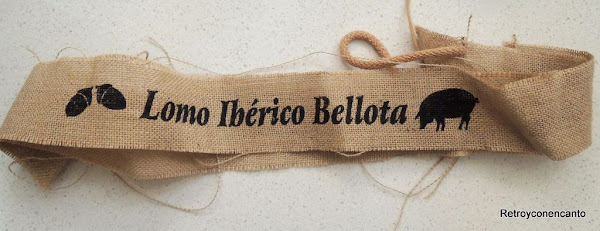 Lomo Ibérico Bellota
Retroyconencanto